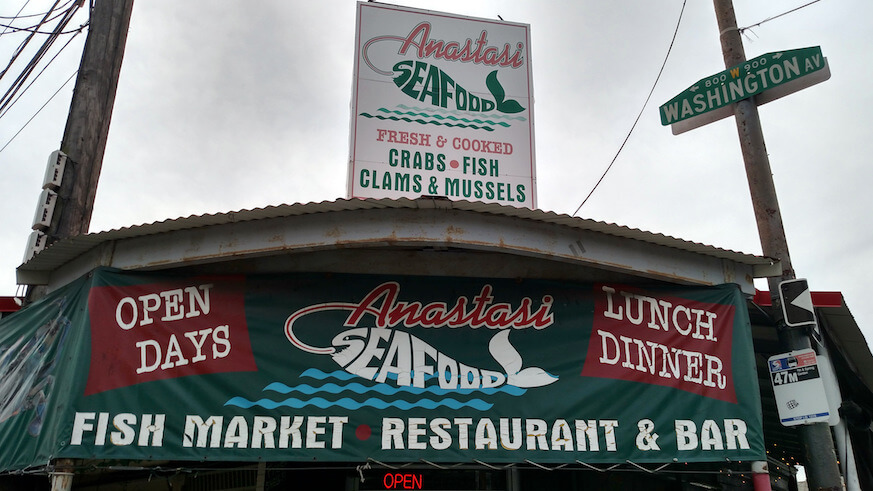 Anastasi
SEAFOOD
FRESH & COOKED
CRABS • FISH
CLAMS & MUSSELS
800 W 900
WASHINGTON AV
OPEN
DAYS
Anastasi
SEAFOOD
LUNCH
DINNER
FISH MARKET • RESTAURANT & BAR
47M
OPEN